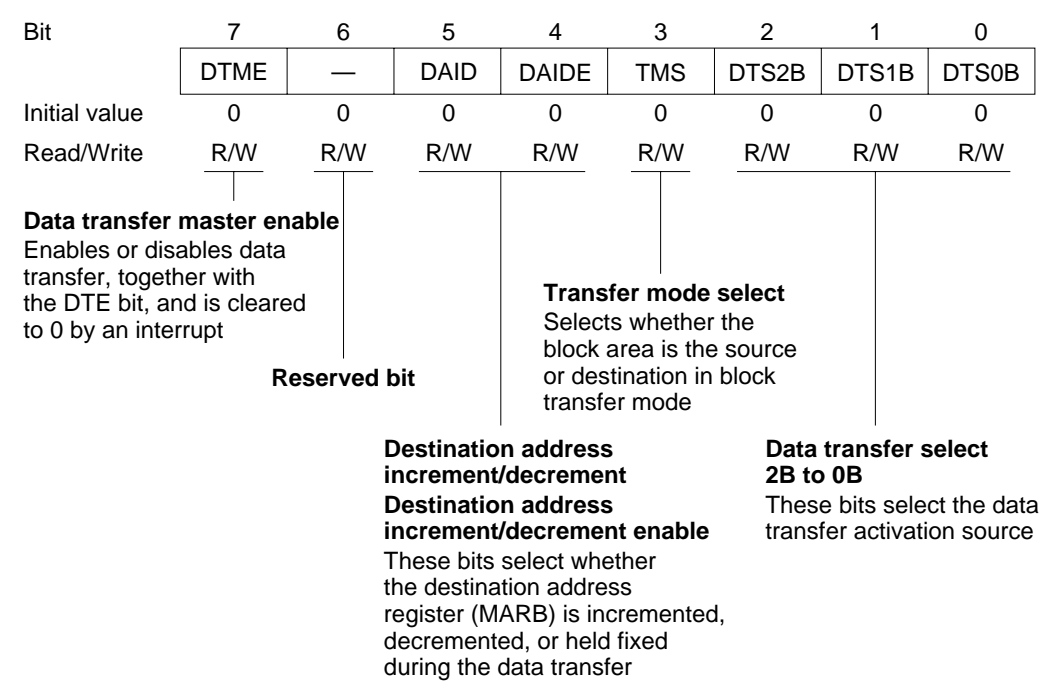 Bit 7 6 5 4 3 2 1 0
DTME — DAID DAIDE TMS DTS2B DTS1B DTS0B
Initial value 0 0 0 0 0 0 0 0
Read/Write R/W R/W R/W R/W R/W R/W R/W R/W
Data transfer master enable
Enables or disables data
transfer, together with
the DTE bit, and is cleared
to 0 by an interrupt
Reserved bit
Transfer mode select
Selects whether the
block area is the source
or destination in block
transfer mode
Destination address
increment/decrement
Destination address
increment/decrement enable
These bits select whether
the destination address
register (MARB) is incremented,
decremented, or held fixed
during the data transfer
Data transfer select
2B to 0B
These bits select the data
transfer activation source